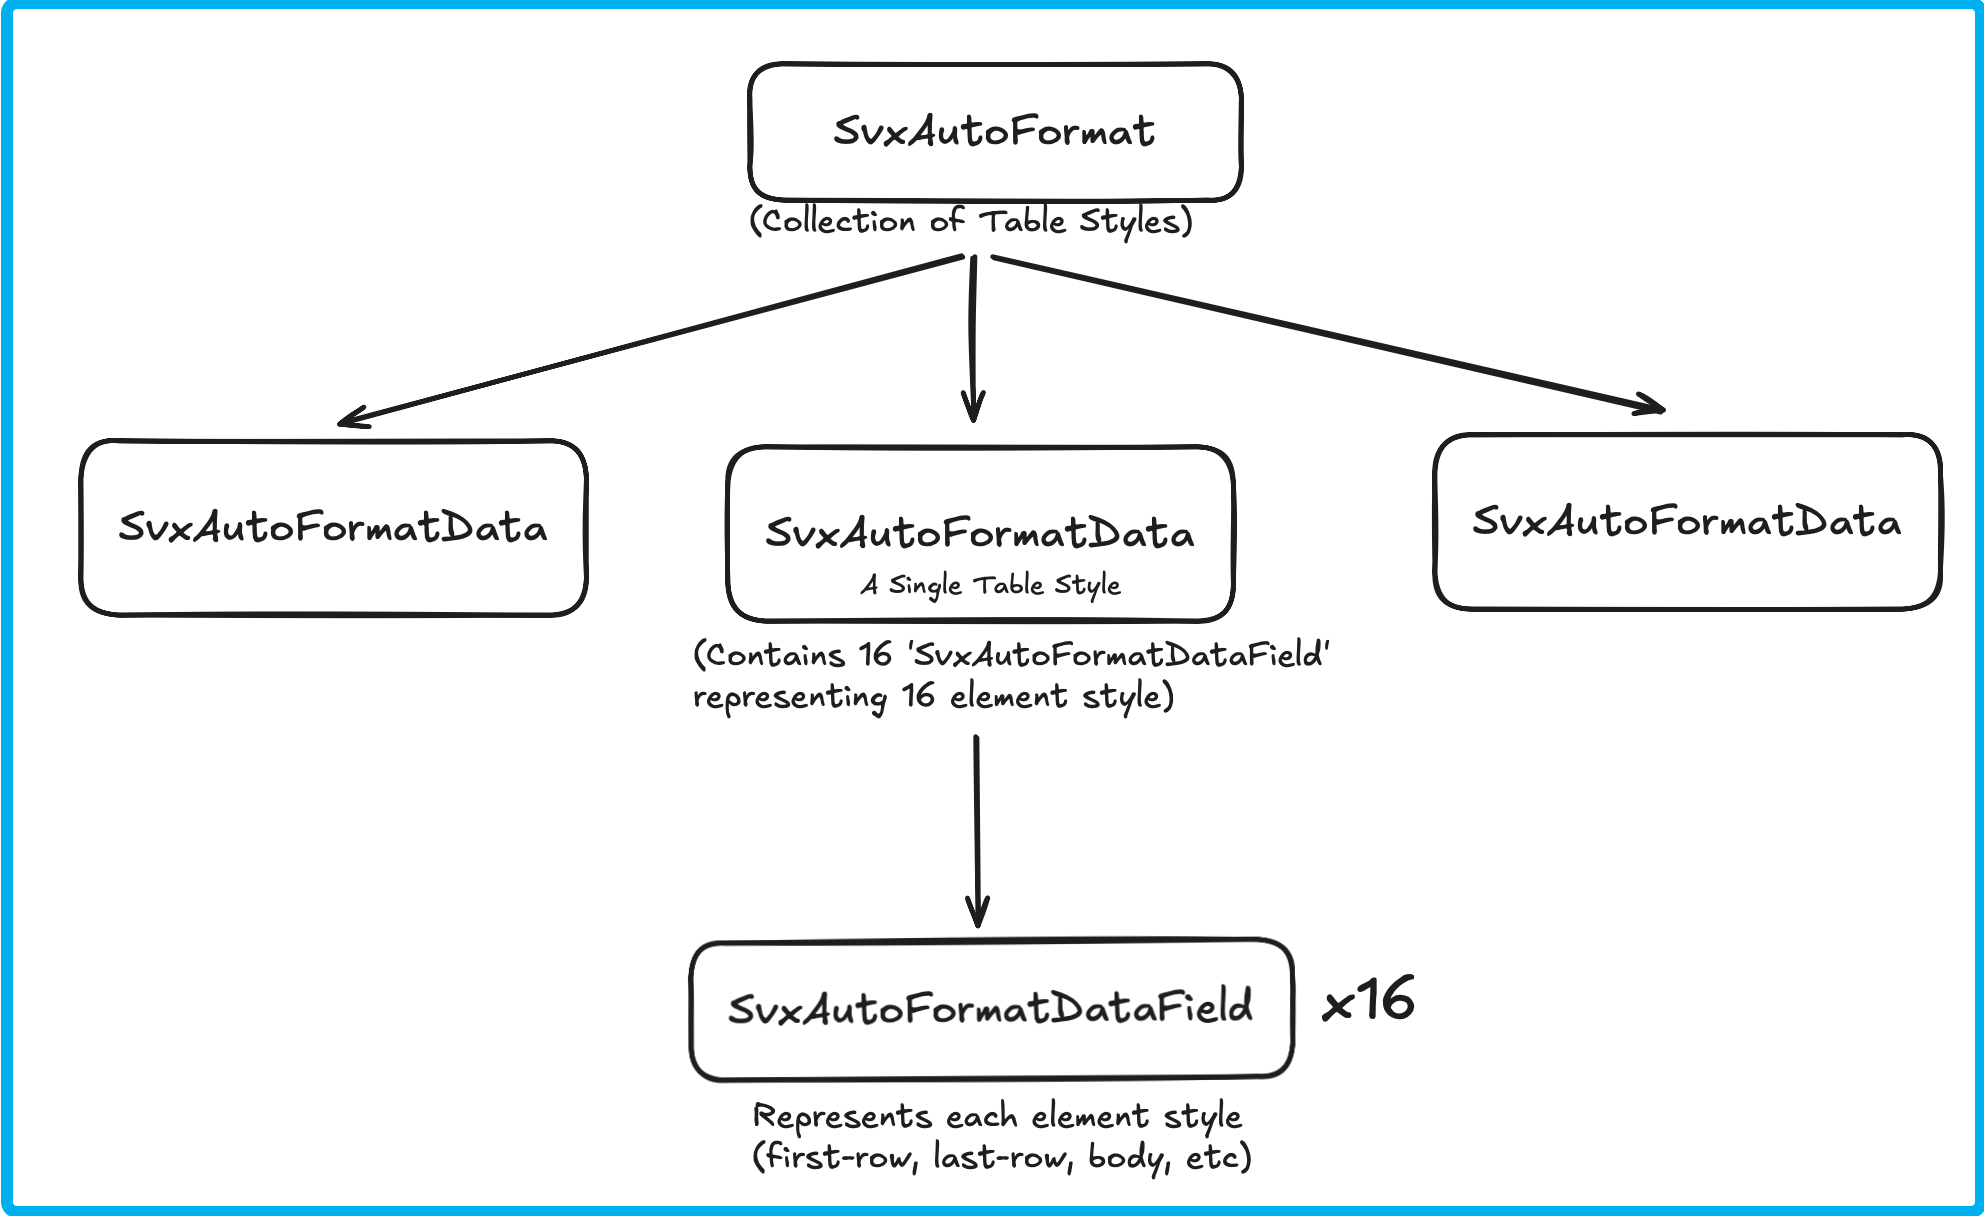 SvxAutoFormat
(Collection of Table Styles)
SvxAutoFormatData
SvxAutoFormatData
A Single Table Style
SvxAutoFormatData
(Contains 16 'SvxAutoFormatDataField'
representing 16 element style)
SvxAutoFormatDataField
x16
Represents each element style
(first-row, last-row, body, etc)